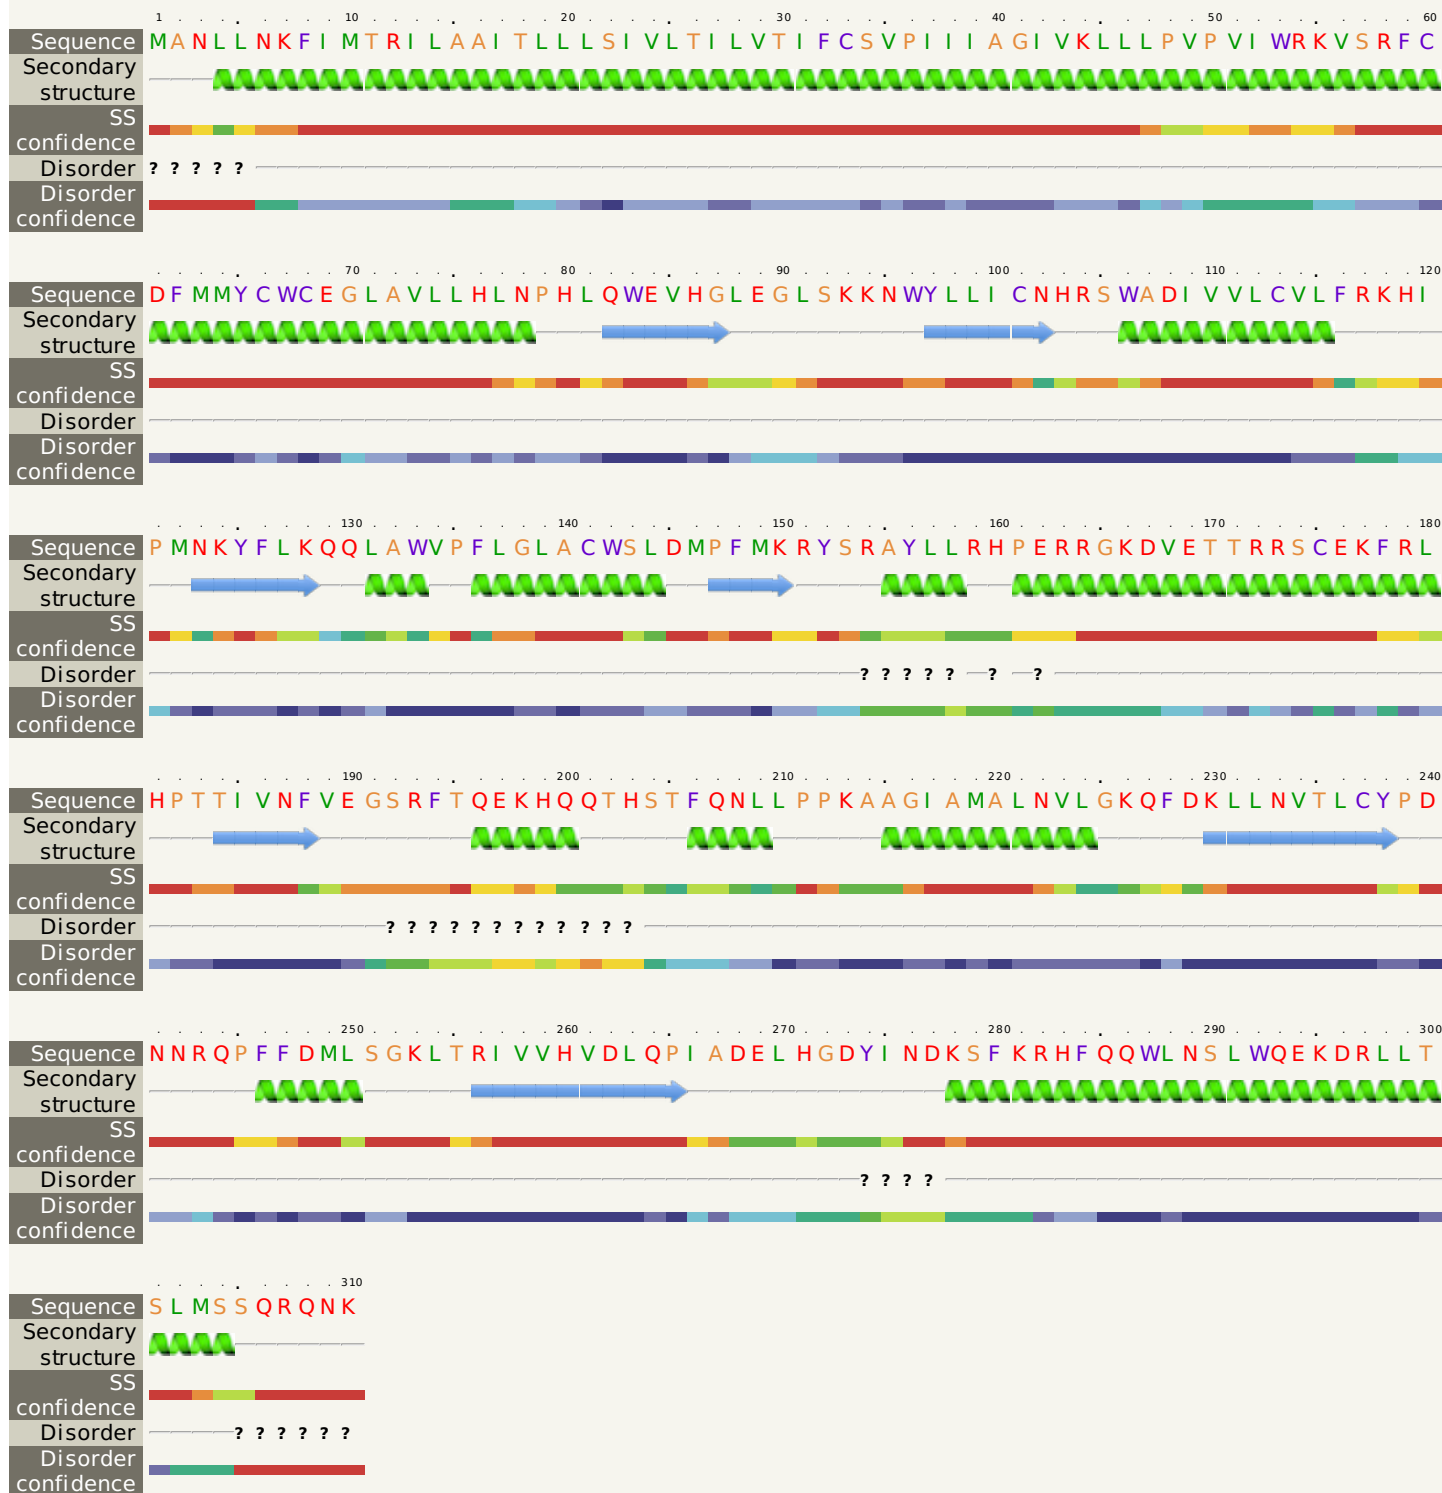 1 . . . . . . . 10 . . . . . . . 20 . . . . . . . 30 . . . . . . . 40 . . . . . . . 50 . . . . . . . 60
Sequence M A N L L N K F I M T R I L A A I T L L L S I V L T I L V T I F C S V P I I I A G I V K L L L P V P V I W R K V S R F C
Secondary
structure
SS
confidence
Disorder ? ? ? ? ?
Disorder
confidence
. . . . . . . . 70 . . . . . . . 80 . . . . . . . 90 . . . . . . . 100 . . . . . . . 110 . . . . . . . 120
Sequence D F M M Y C W C E G L A V L L H L N P H L Q W E V H G L E G L S K K N W Y L L I C N H R S W A D I V V L C V L F R K H I
Secondary
structure
SS
confidence
Disorder
Disorder
confidence
. . . . . . . . 130 . . . . . . . 140 . . . . . . . 150 . . . . . . . 160 . . . . . . . 170 . . . . . . . 180
Sequence P M N K Y F L K Q Q L A W V P F L G L A C W S L D M P F M K R Y S R A Y L L R H P E R R G K D V E T T R R S C E K F R L
Secondary
structure
SS
confidence
Disorder ? ? ? ? ? ? ?
Disorder
confidence
. . . . . . . . 190 . . . . . . . 200 . . . . . . . 210 . . . . . . . 220 . . . . . . . 230 . . . . . . . 240
Sequence H P T T I V N F V E G S R F T Q E K H Q Q T H S T F Q N L L P P K A A G I A M A L N V L G K Q F D K L L N V T L C Y P D
Secondary
structure
SS
confidence
Disorder ? ? ? ? ? ? ? ? ? ? ? ?
Disorder
confidence
. . . . . . . . 250 . . . . . . . 260 . . . . . . . 270 . . . . . . . 280 . . . . . . . 290 . . . . . . . 300
Sequence N N R Q P F F D M L S G K L T R I V V H V D L Q P I A D E L H G D Y I N D K S F K R H F Q Q W L N S L W Q E K D R L L T
Secondary
structure
SS
confidence
Disorder ? ? ? ?
Disorder
confidence
. . . . . . . . 310
Sequence S L M S S Q R Q N K
Secondary
structure
SS
confidence
Disorder ? ? ? ? ? ?
Disorder
confidence